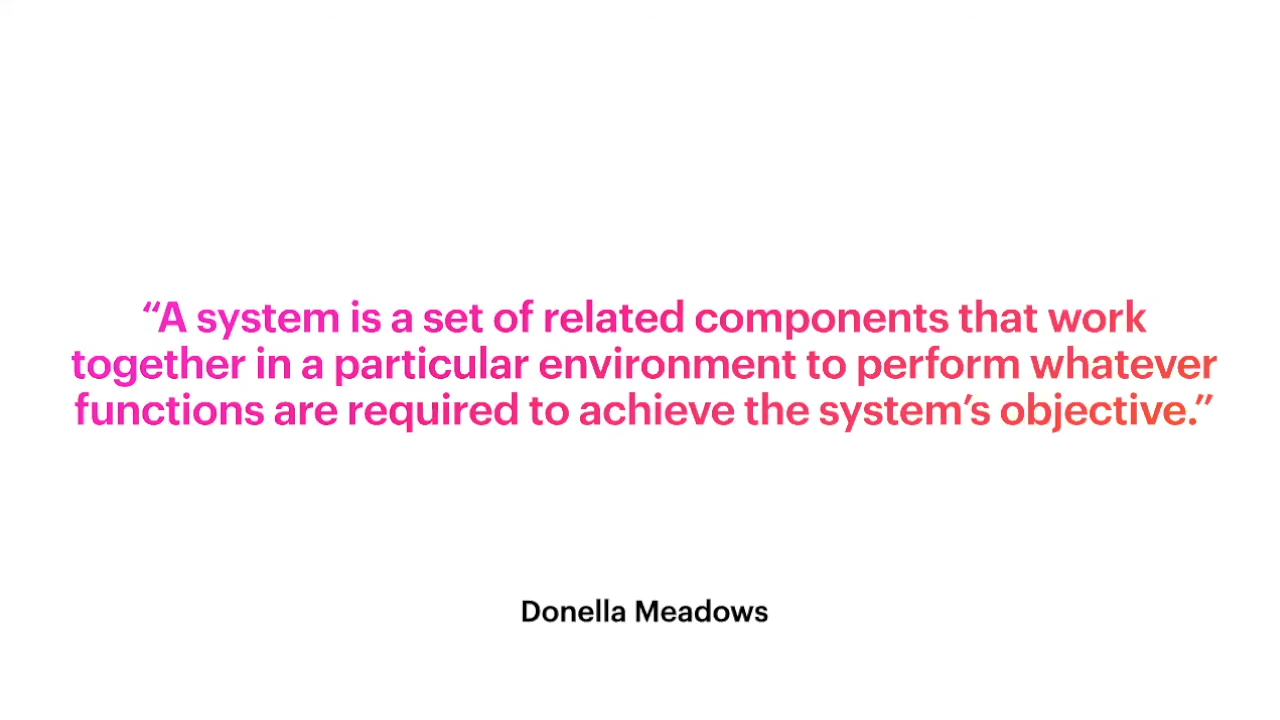 “A system is a set of related components that work
together in a particular environment to perform whatever
functions are required to achieve the system’s objective.”
Donella Meadows